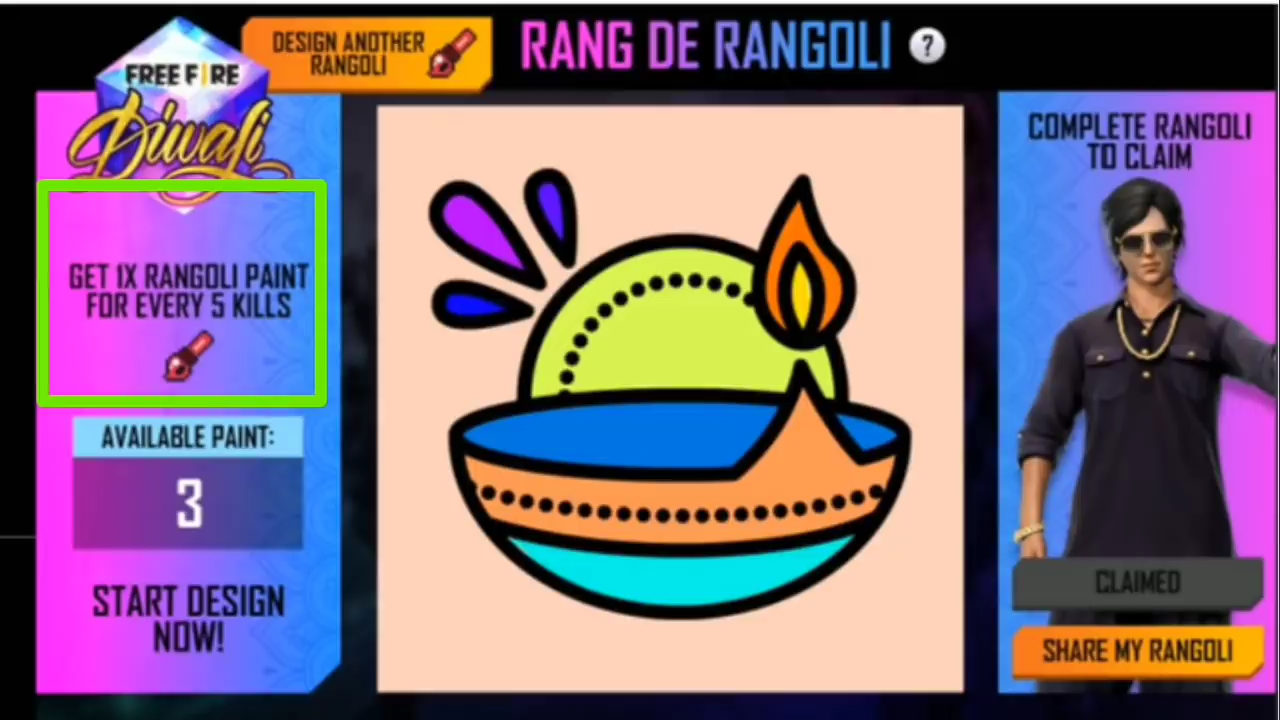 FREE FIRE
Diwali
DESIGN ANOTHER
RANGOLI
RANG DE RANGOLI ?
GET 1X RANGOLI PAINT
FOR EVERY 5 KILLS
AVAILABLE PAINT:
3
START DESIGN
NOW!
COMPLETE RANGOLI
TO CLAIM
CLAIMED
SHARE MY RANGOLI